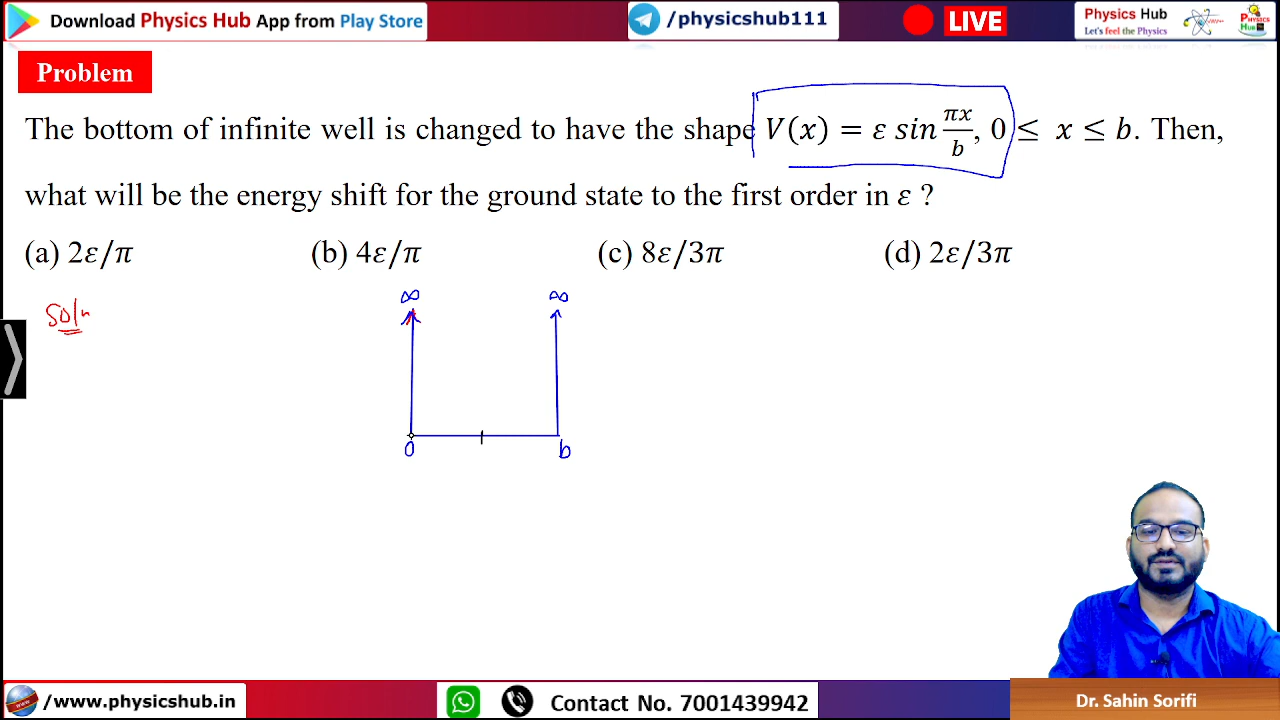 Download Physics Hub App from Play Store
/physicshub111
LIVE
Physics Hub
Let's feel the Physics
PHYSICS
HUB
Problem
The bottom of infinite well is changed to have the shape V(x) = ε sin πx/b, 0 ≤ x ≤ b. Then,
what will be the energy shift for the ground state to the first order in ε ?
(a) 2ε/π (b) 4ε/π (c) 8ε/3π (d) 2ε/3π
Soln
∞ ∞
0 b
/www.physicshub.in
Contact No. 7001439942
Dr. Sahin Sorifi